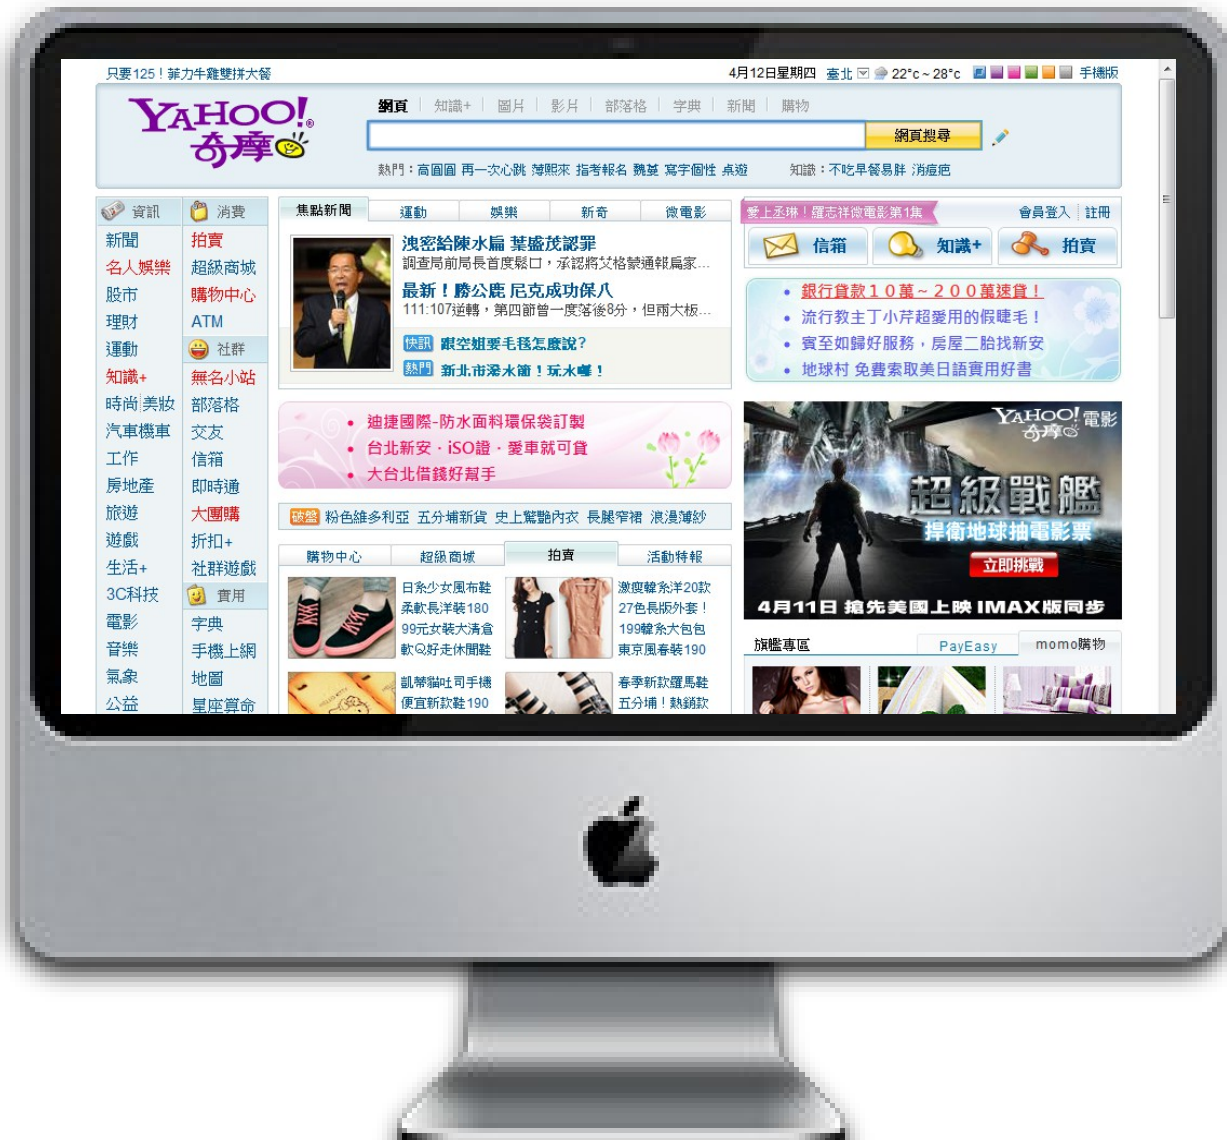 只要125！菲力牛雞雙拼大餐
4月12日星期四 臺北 22°c~28°c 手機版
YAHOO!® 奇摩
網頁 知識+ 圖片 影片 部落格 字典 新聞 購物
網頁搜尋
熱門：高圓圓 再一次心跳 薄熙來 指考報名 魏蔓 寫字個性 桌遊 知識：不吃早餐易胖 消痘疤
資訊
新聞
名人娛樂
股市
理財
運動
知識+
時尚 美妝
汽車機車
工作
房地產
旅遊
遊戲
生活+
3C科技
電影
音樂
氣象
公益
消費
拍賣
超級商城
購物中心
ATM
社群
無名小站
部落格
交友
信箱
即時通
大團購
折扣+
社群遊戲
實用
字典
手機上網
地圖
星座算命
焦點新聞 運動 娛樂 新奇 微電影
洩密給陳水扁 葉盛茂認罪
調查局前局長首度鬆口，承認將艾格蒙通報扁家...
最新！勝公鹿 尼克成功保八
111:107逆轉，第四節曾一度落後8分，但兩大板...
快訊 跟空姐要毛毯怎麼說?
熱門 新北市潑水節！玩水囉！
迪捷國際-防水面料環保袋訂製
台北新安．iSO證．愛車就可貸
大台北借錢好幫手
破盤 粉色維多利亞 五分埔新貨 史上驚艷內衣 長腿窄裙 浪漫薄紗
購物中心 超級商城 拍賣 活動特報
日系少女風布鞋
柔軟長洋裝180
99元女裝大清倉
軟Q好走休閒鞋
激瘦韓系洋20款
27色長版外套！
199韓系大包包
東京風春裝190
凱蒂貓吐司手機
便宜新款鞋190
春季新款羅馬鞋
五分埔！熱銷款
愛上丞琳！羅志祥微電影第1集 會員登入 註冊
信箱 知識+ 拍賣
銀行貸款１０萬～２００萬速貸！
流行教主丁小芹超愛用的假睫毛！
賓至如歸好服務，房屋二胎找新安
地球村 免費索取美日語實用好書
YAHOO! 奇摩 電影
超級戰艦
捍衛地球抽電影票
立即挑戰
4月11日 搶先美國上映 IMAX版同步
旗艦專區 PayEasy momo購物